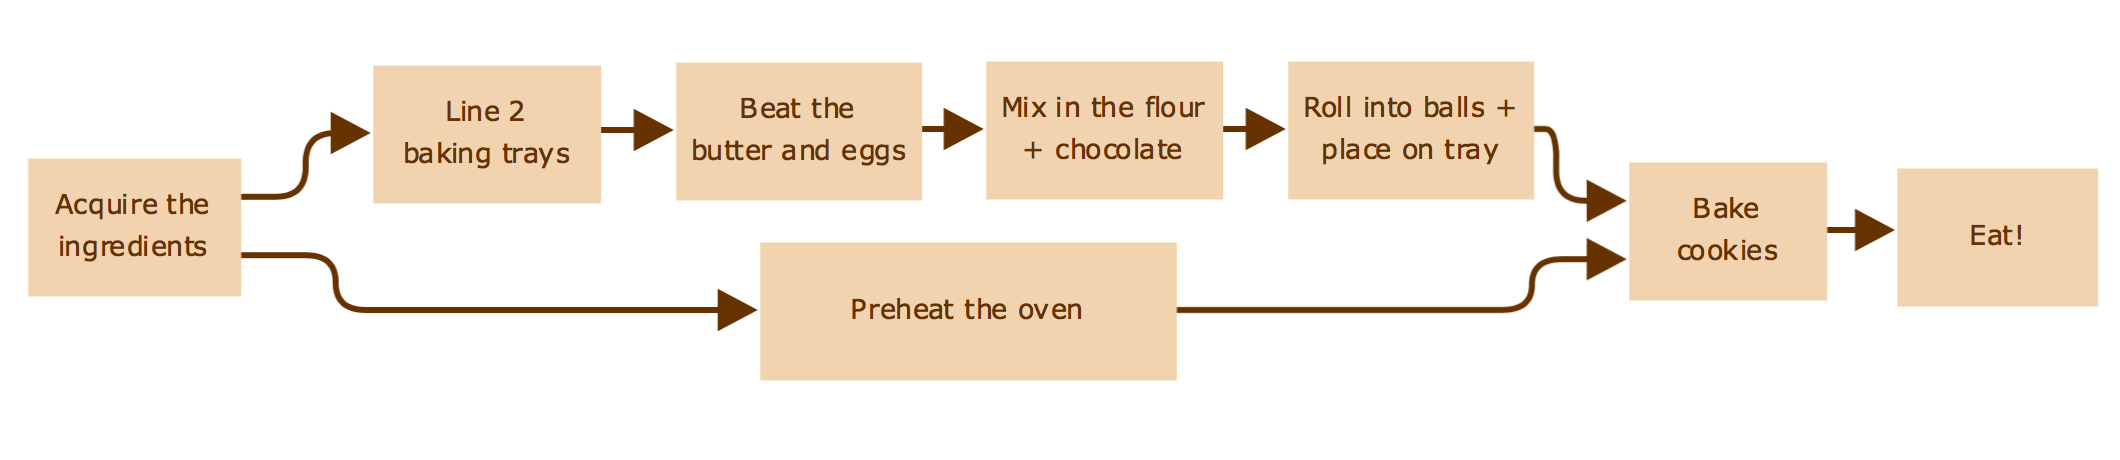 Acquire the
ingredients
Line 2
baking trays
Beat the
butter and eggs
Mix in the flour
+ chocolate
Roll into balls +
place on tray
Preheat the oven
Bake
cookies
Eat!